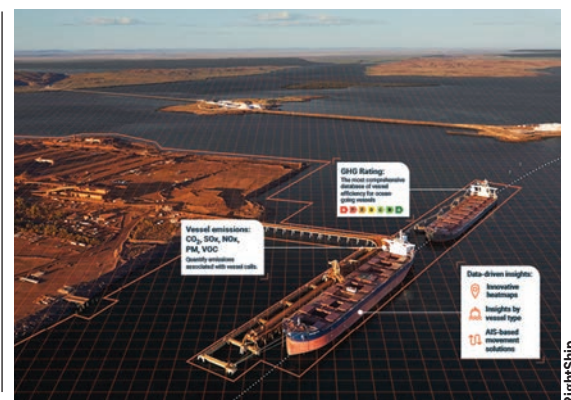 GHG Rating:
The most comprehensive
database of vessel
efficiency for ocean
going vessels
Vessel emissions:
CO₂, SOx, NOx,
PM, VOC
Quantify emissions
associated with vessel calls.
Data-driven insights:
Innovative
heatmaps
Insights by
vessel type
AIS-based
movement
solutions
RightShip